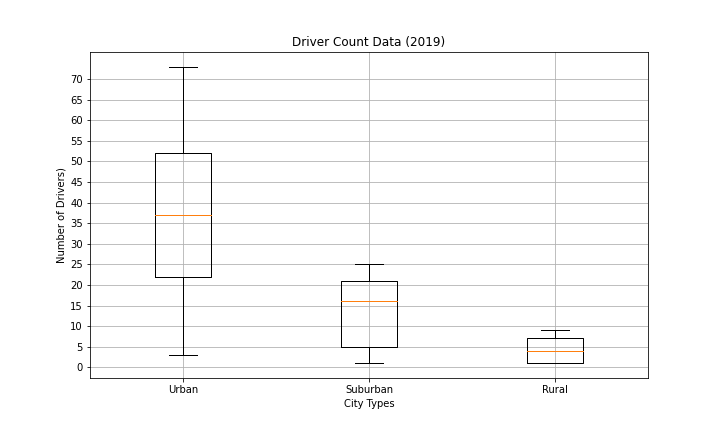 Driver Count Data (2019)
Number of Drivers)
70
65
60
55
50
45
40
35
30
25
20
15
10
5
0
Urban
Suburban
Rural
City Types